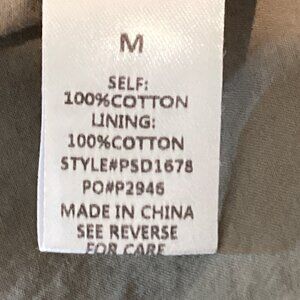 M
SELF:
100%COTTON
LINING:
100%COTTON
STYLE#PSD1678
PO#P2946
MADE IN CHINA
SEE REVERSE
FOR CARE